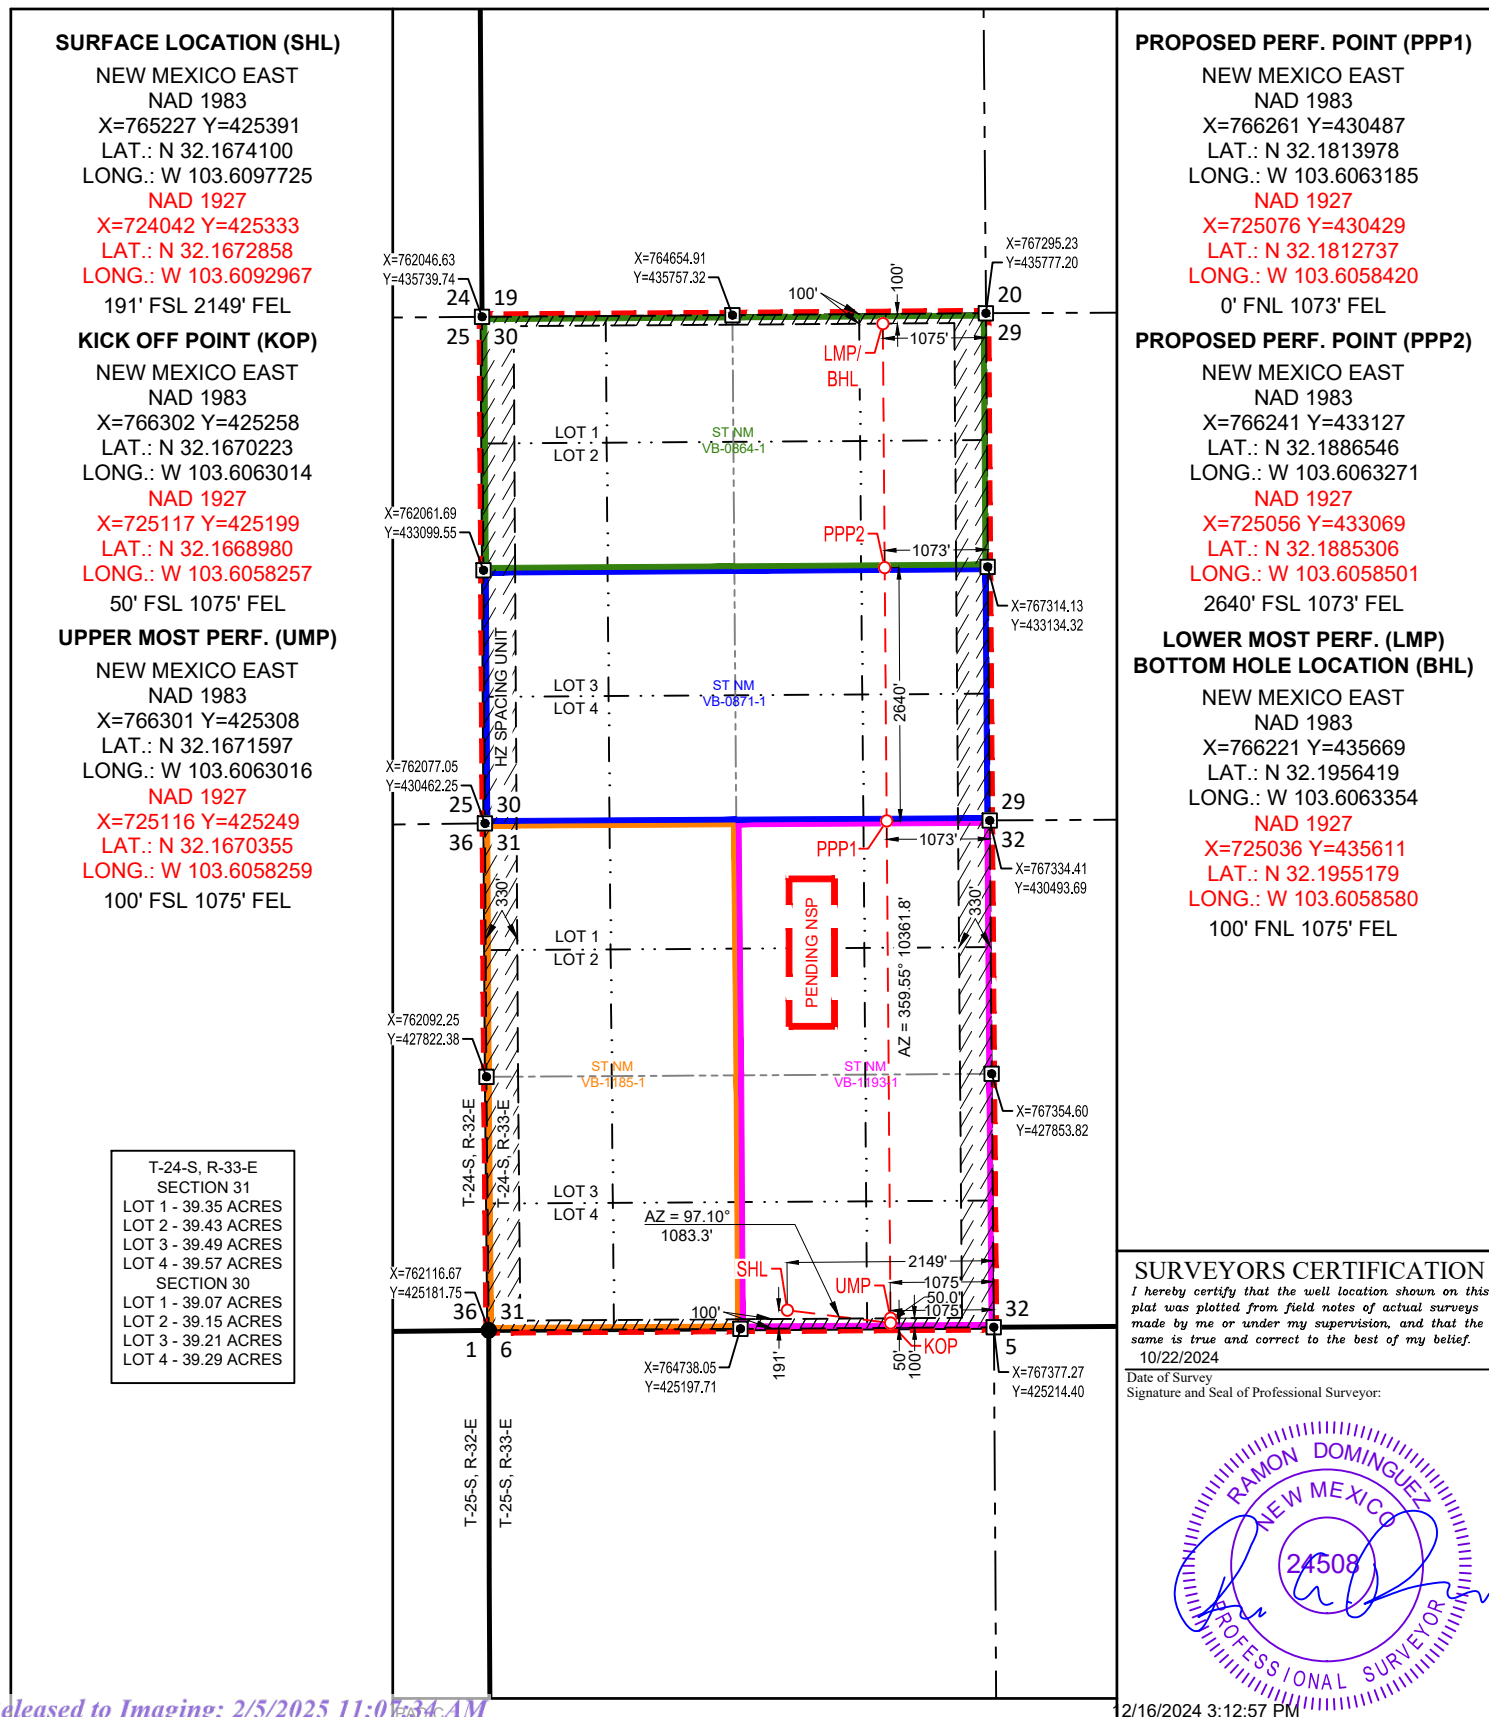 SURFACE LOCATION (SHL)
NEW MEXICO EAST
NAD 1983
X=765227 Y=425391
LAT.: N 32.1674100
LONG.: W 103.6097725
NAD 1927
X=724042 Y=425333
LAT.: N 32.1672858
LONG.: W 103.6092967
191' FSL 2149' FEL
KICK OFF POINT (KOP)
NEW MEXICO EAST
NAD 1983
X=766302 Y=425258
LAT.: N 32.1670223
LONG.: W 103.6063014
NAD 1927
X=725117 Y=425199
LAT.: N 32.1668980
LONG.: W 103.6058257
50' FSL 1075' FEL
UPPER MOST PERF. (UMP)
NEW MEXICO EAST
NAD 1983
X=766301 Y=425308
LAT.: N 32.1671597
LONG.: W 103.6063016
NAD 1927
X=725116 Y=425249
LAT.: N 32.1670355
LONG.: W 103.6058259
100' FSL 1075' FEL
T-24-S, R-33-E
SECTION 31
LOT 1 - 39.35 ACRES
LOT 2 - 39.43 ACRES
LOT 3 - 39.49 ACRES
LOT 4 - 39.57 ACRES
SECTION 30
LOT 1 - 39.07 ACRES
LOT 2 - 39.15 ACRES
LOT 3 - 39.21 ACRES
LOT 4 - 39.29 ACRES
X=762046.63
Y=435739.74
X=764654.91
Y=435757.32
X=767295.23
Y=435777.20
24 19
20
25 30
29
100'
100'
1075'
LMP/
BHL
LOT 1
LOT 2
ST NM
VB-0864-1
X=762061.69
Y=433099.55
PPP2
1073'
X=767314.13
Y=433134.32
HZ SPACING UNIT
LOT 3
LOT 4
ST NM
VB-0871-1
2640'
X=762077.05
Y=430462.25
25 30
29
36 31
32
PPP1
1073'
X=767334.41
Y=430493.69
330'
330'
PENDING NSP
AZ = 359.55° 10361.8'
LOT 1
LOT 2
X=762092.25
Y=427822.38
ST NM
VB-1185-1
ST NM
VB-1193-1
X=767354.60
Y=427853.82
T-24-S, R-32-E
T-24-S, R-33-E
LOT 3
LOT 4
AZ = 97.10°
1083.3'
2149'
SHL
UMP
1075'
50.0'
1075'
X=762116.67
Y=425181.75
36 31
32
100'
1 6
5
191'
50'
100'
KOP
X=764738.05
Y=425197.71
X=767377.27
Y=425214.40
T-25-S, R-32-E
T-25-S, R-33-E
PROPOSED PERF. POINT (PPP1)
NEW MEXICO EAST
NAD 1983
X=766261 Y=430487
LAT.: N 32.1813978
LONG.: W 103.6063185
NAD 1927
X=725076 Y=430429
LAT.: N 32.1812737
LONG.: W 103.6058420
0' FNL 1073' FEL
PROPOSED PERF. POINT (PPP2)
NEW MEXICO EAST
NAD 1983
X=766241 Y=433127
LAT.: N 32.1886546
LONG.: W 103.6063271
NAD 1927
X=725056 Y=433069
LAT.: N 32.1885306
LONG.: W 103.6058501
2640' FSL 1073' FEL
LOWER MOST PERF. (LMP)
BOTTOM HOLE LOCATION (BHL)
NEW MEXICO EAST
NAD 1983
X=766221 Y=435669
LAT.: N 32.1956419
LONG.: W 103.6063354
NAD 1927
X=725036 Y=435611
LAT.: N 32.1955179
LONG.: W 103.6058580
100' FNL 1075' FEL
SURVEYORS CERTIFICATION
I hereby certify that the well location shown on this
plat was plotted from field notes of actual surveys
made by me or under my supervision, and that the
same is true and correct to the best of my belief.
10/22/2024
Date of Survey
Signature and Seal of Professional Surveyor:
RAMON DOMINGUEZ
NEW MEXICO
24508
PROFESSIONAL SURVEYOR
eleased to Imaging: 2/5/2025 11:07:34 AM
12/16/2024 3:12:57 PM